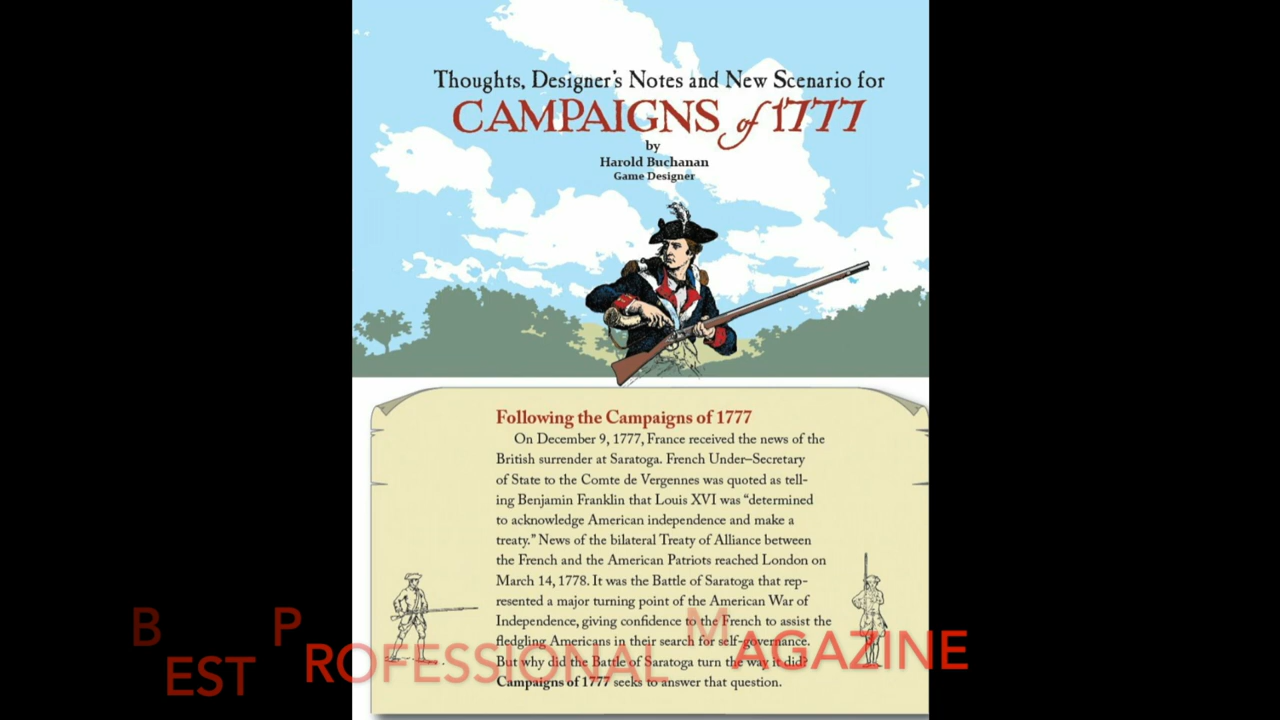 Thoughts, Designer's Notes and New Scenario for
CAMPAIGNS of 1777
by
Harold Buchanan
Game Designer
Following the Campaigns of 1777
On December 9, 1777, France received the news of the
British surrender at Saratoga. French Under–Secretary
of State to the Comte de Vergennes was quoted as tell-
ing Benjamin Franklin that Louis XVI was “determined
to acknowledge American independence and make a
treaty.” News of the bilateral Treaty of Alliance between
the French and the American Patriots reached London on
March 14, 1778. It was the Battle of Saratoga that rep-
resented a major turning point of the American War of
Independence, giving confidence to the French to assist the
fledgling Americans in their search for self-governance.
But why did the Battle of Saratoga turn the way it did?
Campaigns of 1777 seeks to answer that question.
BEST PROFESSIONAL MAGAZINE